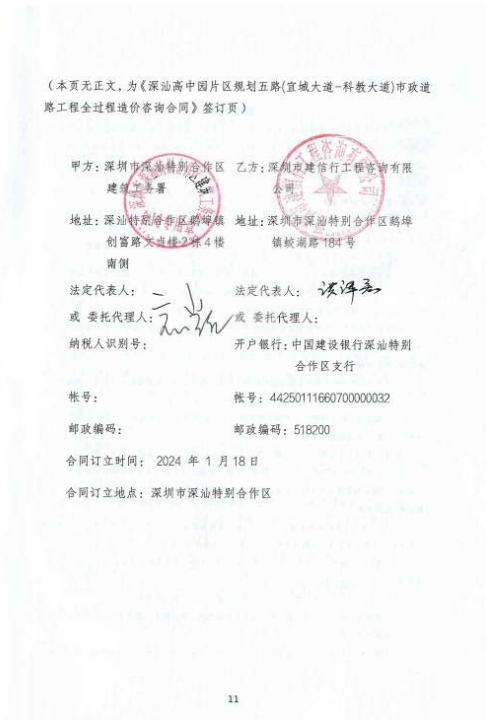 (本页无正文，为《深汕高中园片区规划五路(宜城大道-科教大道)市政道
路工程全过程造价咨询合同》签订页)
甲方：深圳市深汕特别合作区
建筑工务署
乙方：深圳市建信行工程咨询有限
公司
地址：深汕特别合作区鹅埠镇
创富路文贞楼2栋4楼
南侧
地址：深圳市深汕特别合作区鹅埠
镇蛟湖路184号
法定代表人：
法定代表人：
或 委托代理人：
或 委托代理人：
纳税人识别号：
开户银行：中国建设银行深汕特别
合作区支行
帐号：
帐号：44250111660700000032
邮政编码：
邮政编码：518200
合同订立时间： 2024 年 1 月 18 日
合同订立地点：深圳市深汕特别合作区
11